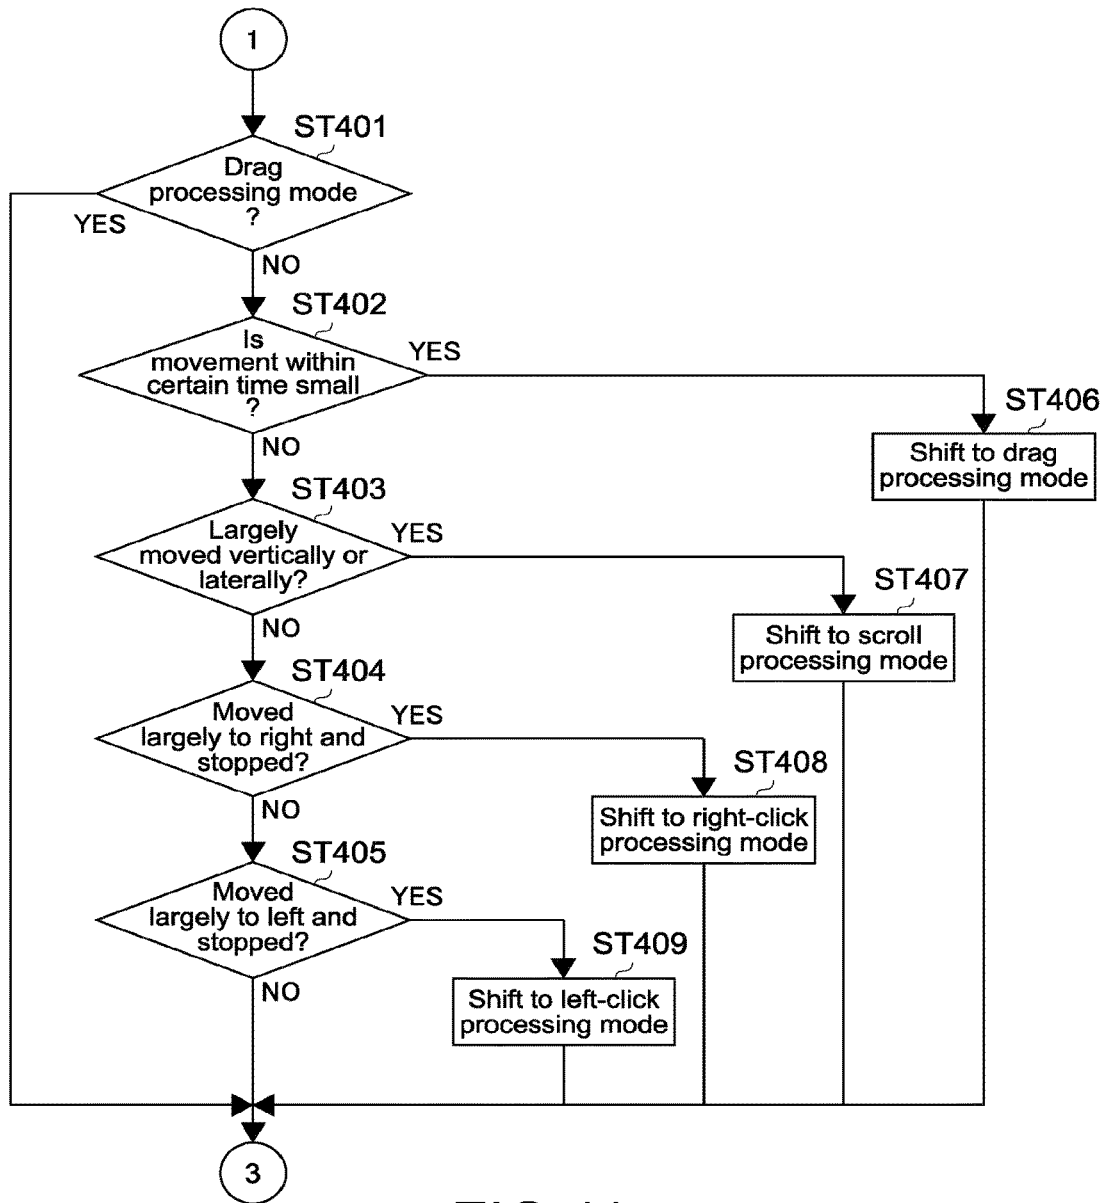 1
ST401
Drag
processing mode
?
YES
NO
ST402
Is
movement within
certain time small
?
YES
NO
ST406
Shift to drag
processing mode
ST403
Largely
moved vertically or
laterally?
YES
NO
ST407
Shift to scroll
processing mode
ST404
Moved
largely to right and
stopped?
YES
NO
ST408
Shift to right-click
processing mode
ST405
Moved
largely to left and
stopped?
YES
NO
ST409
Shift to left-click
processing mode
3